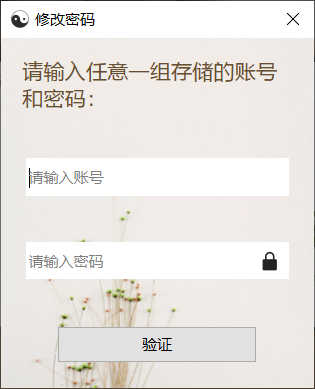 修改密码
请输入任意一组存储的账号
和密码：
请输入账号
请输入密码
验证